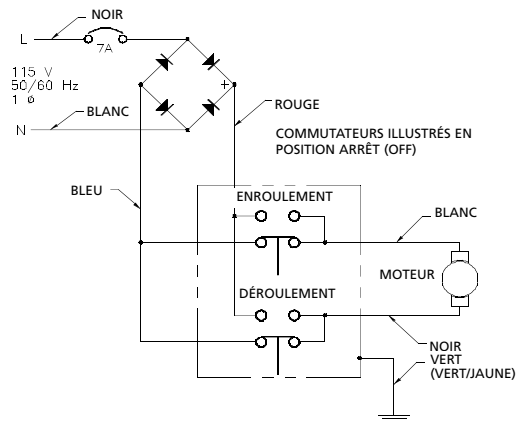 NOIR
L
7A
115 V
50/60 Hz
1 ø
+
BLANC
N
ROUGE
COMMUTATEURS ILLUSTRÉS EN
POSITION ARRÊT (OFF)
BLEU
ENROULEMENT
BLANC
MOTEUR
DÉROULEMENT
NOIR
VERT
(VERT/JAUNE)